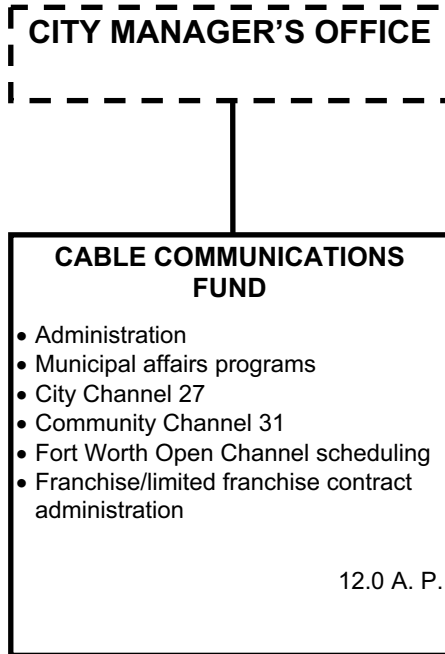 CITY MANAGER’S OFFICE
CABLE COMMUNICATIONS
FUND
• Administration
• Municipal affairs programs
• City Channel 27
• Community Channel 31
• Fort Worth Open Channel scheduling
• Franchise/limited franchise contract
administration
12.0 A. P.